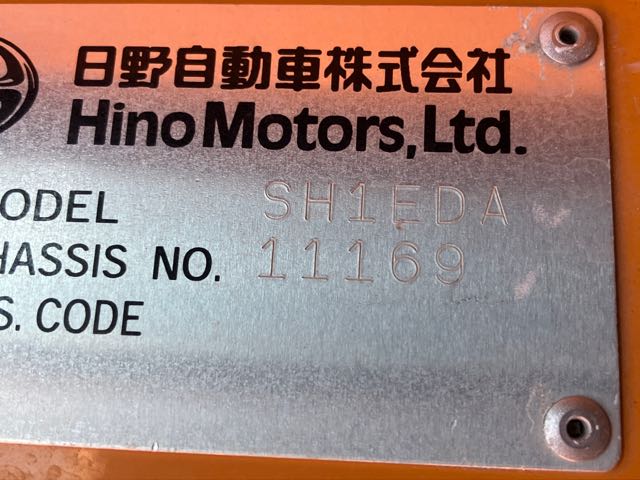 日野自動車株式会社
Hino Motors, Ltd.
ODEL SH1EDA
HASSIS NO. 11169
S. CODE